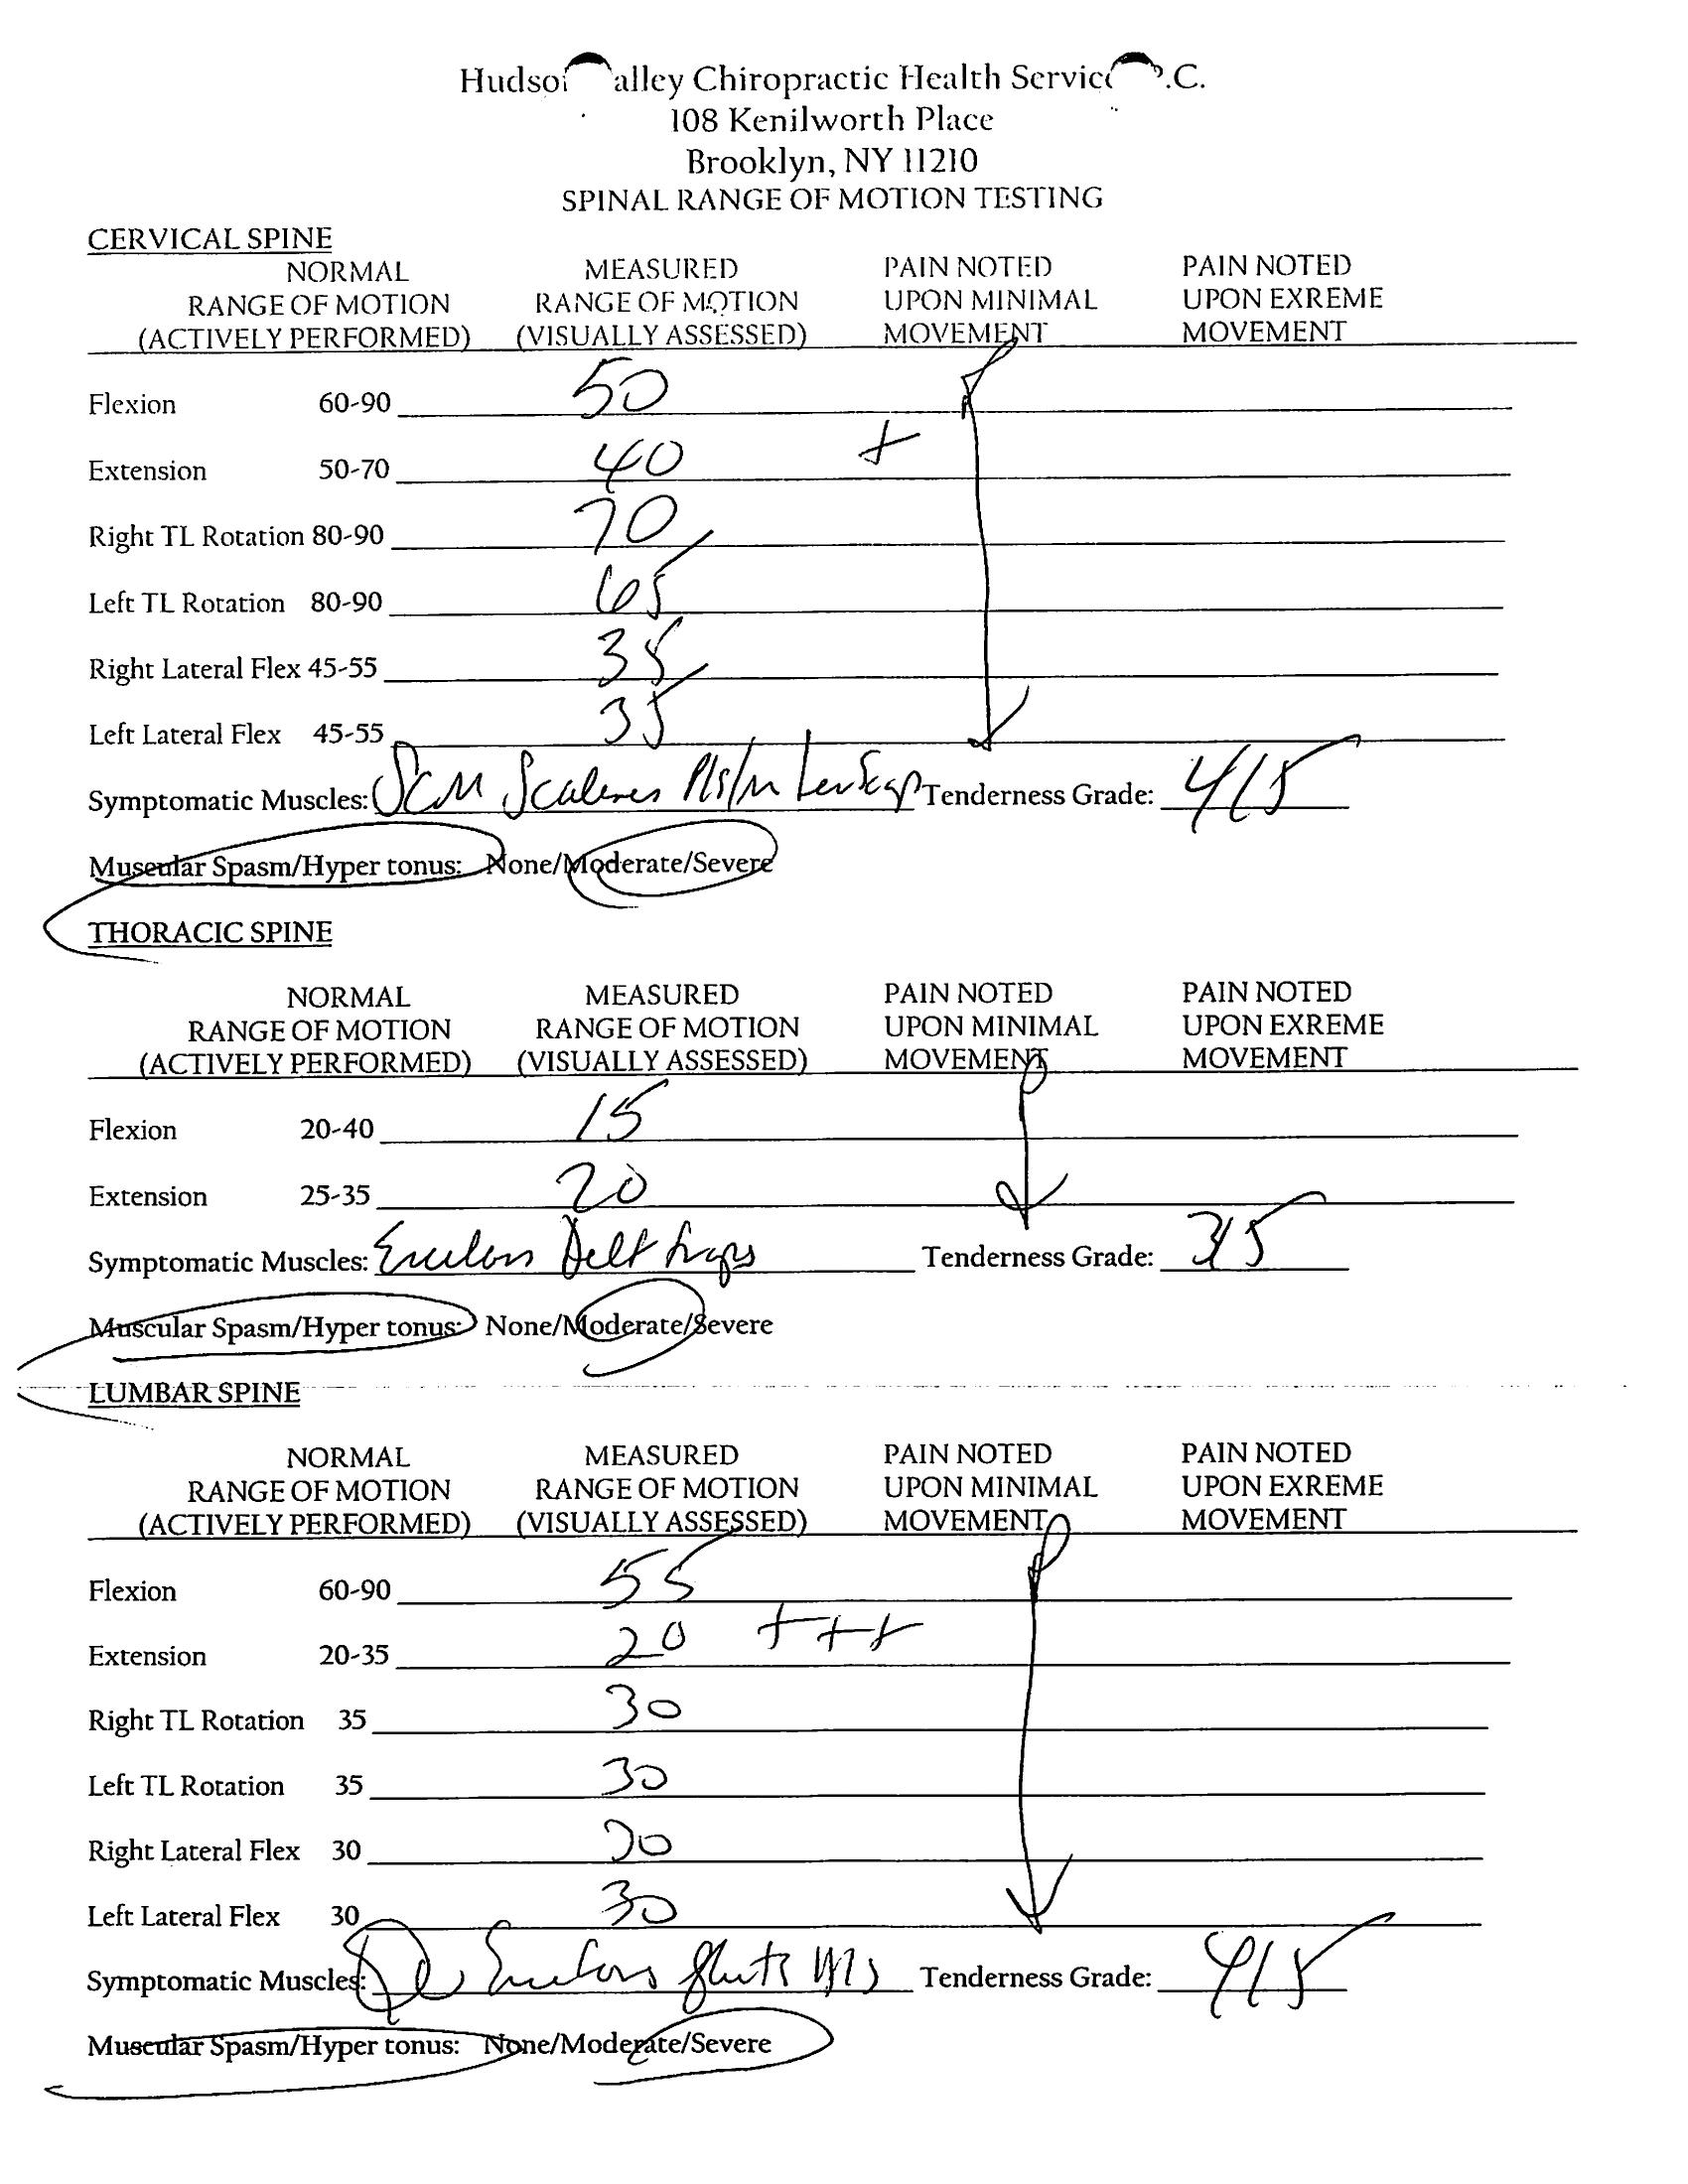 Hudso alley Chiropractic Health Servic .C.
108 Kenilworth Place
Brooklyn, NY 11210
SPINAL RANGE OF MOTION TESTING
CERVICAL SPINE
NORMAL MEASURED PAIN NOTED PAIN NOTED
RANGE OF MOTION RANGE OF MOTION UPON MINIMAL UPON EXREME
(ACTIVELY PERFORMED) (VISUALLY ASSESSED) MOVEMENT MOVEMENT
Flexion 60-90 50
Extension 50-70 40 +
Right TL Rotation 80-90 70
Left TL Rotation 80-90 65
Right Lateral Flex 45-55 35
Left Lateral Flex 45-55 35
Symptomatic Muscles: SCM Scalenes Lev Scap Tenderness Grade: 4/5
Muscular Spasm/Hyper tonus: None/Moderate/Severe
THORACIC SPINE
NORMAL MEASURED PAIN NOTED PAIN NOTED
RANGE OF MOTION RANGE OF MOTION UPON MINIMAL UPON EXREME
(ACTIVELY PERFORMED) (VISUALLY ASSESSED) MOVEMENT MOVEMENT
Flexion 20-40 15
Extension 25-35 20
Symptomatic Muscles: Delt traps Tenderness Grade: 3/5
Muscular Spasm/Hyper tonus: None/Moderate/Severe
LUMBAR SPINE
NORMAL MEASURED PAIN NOTED PAIN NOTED
RANGE OF MOTION RANGE OF MOTION UPON MINIMAL UPON EXREME
(ACTIVELY PERFORMED) (VISUALLY ASSESSED) MOVEMENT MOVEMENT
Flexion 60-90 55
Extension 20-35 20 +++
Right TL Rotation 35 30
Left TL Rotation 35 30
Right Lateral Flex 30
Left Lateral Flex 30 30
Symptomatic Muscles: gluts Tenderness Grade: 4/5
Muscular Spasm/Hyper tonus: None/Moderate/Severe